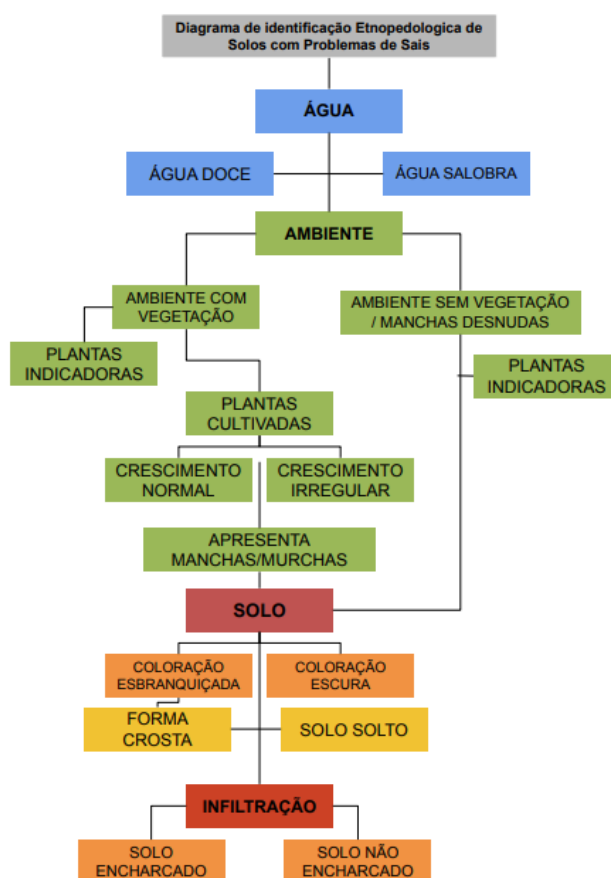 Diagrama de identificação Etnopedologica de
Solos com Problemas de Sais
ÁGUA
ÁGUA DOCE
ÁGUA SALOBRA
AMBIENTE
AMBIENTE COM
VEGETAÇÃO
AMBIENTE SEM VEGETAÇÃO
/ MANCHAS DESNUDAS
PLANTAS
INDICADORAS
PLANTAS
INDICADORAS
PLANTAS
CULTIVADAS
CRESCIMENTO
NORMAL
CRESCIMENTO
IRREGULAR
APRESENTA
MANCHAS/MURCHAS
SOLO
COLORAÇÃO
ESBRANQUIÇADA
COLORAÇÃO
ESCURA
FORMA
CROSTA
SOLO SOLTO
INFILTRAÇÃO
SOLO
ENCHARCADO
SOLO NÃO
ENCHARCADO